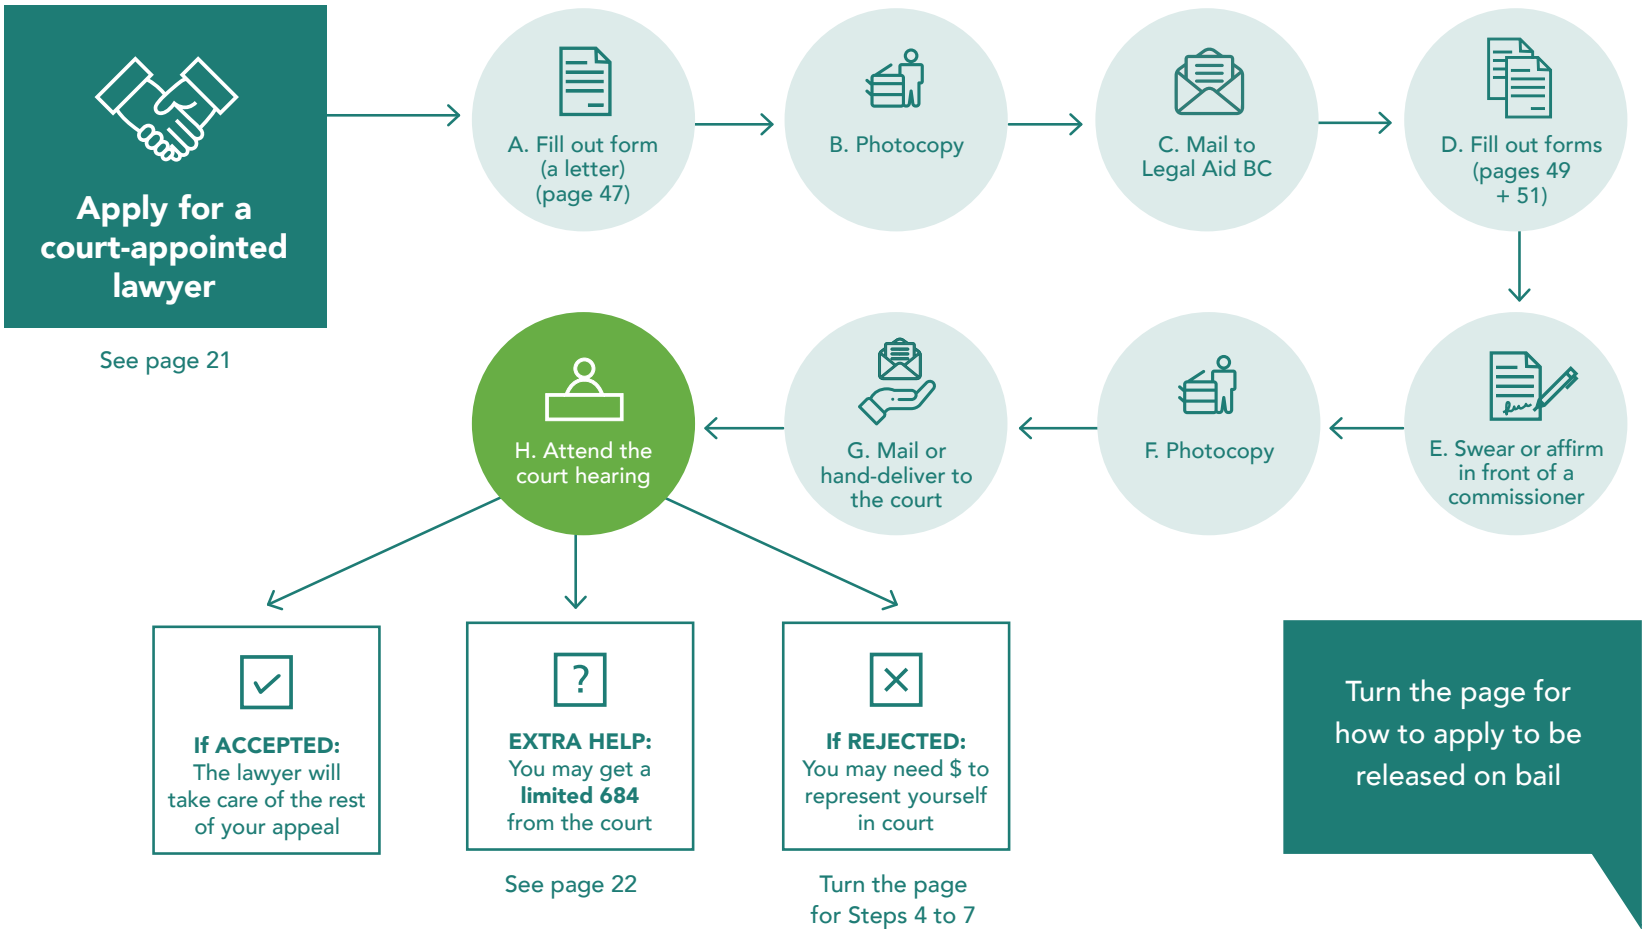 Apply for a
court-appointed
lawyer
See page 21
A. Fill out form
(a letter)
(page 47)
B. Photocopy
C. Mail to
Legal Aid BC
D. Fill out forms
(pages 49
+ 51)
E. Swear or affirm
in front of a
commissioner
F. Photocopy
G. Mail or
hand-deliver to
the court
H. Attend the
court hearing
If ACCEPTED:
The lawyer will
take care of the rest
of your appeal
?
EXTRA HELP:
You may get a
limited 684
from the court
See page 22
If REJECTED:
You may need $ to
represent yourself
in court
Turn the page
for Steps 4 to 7
Turn the page for
how to apply to be
released on bail